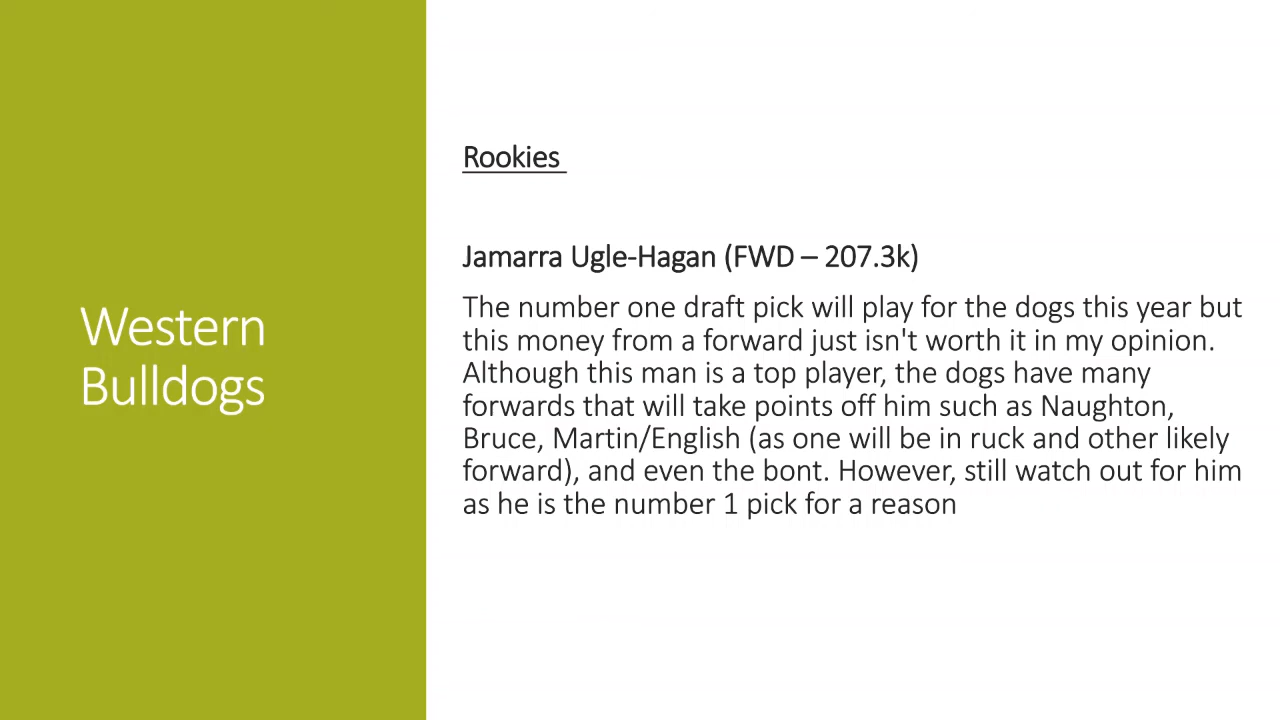 Western
Bulldogs
Rookies
Jamarra Ugle-Hagan (FWD – 207.3k)
The number one draft pick will play for the dogs this year but
this money from a forward just isn't worth it in my opinion.
Although this man is a top player, the dogs have many
forwards that will take points off him such as Naughton,
Bruce, Martin/English (as one will be in ruck and other likely
forward), and even the bont. However, still watch out for him
as he is the number 1 pick for a reason